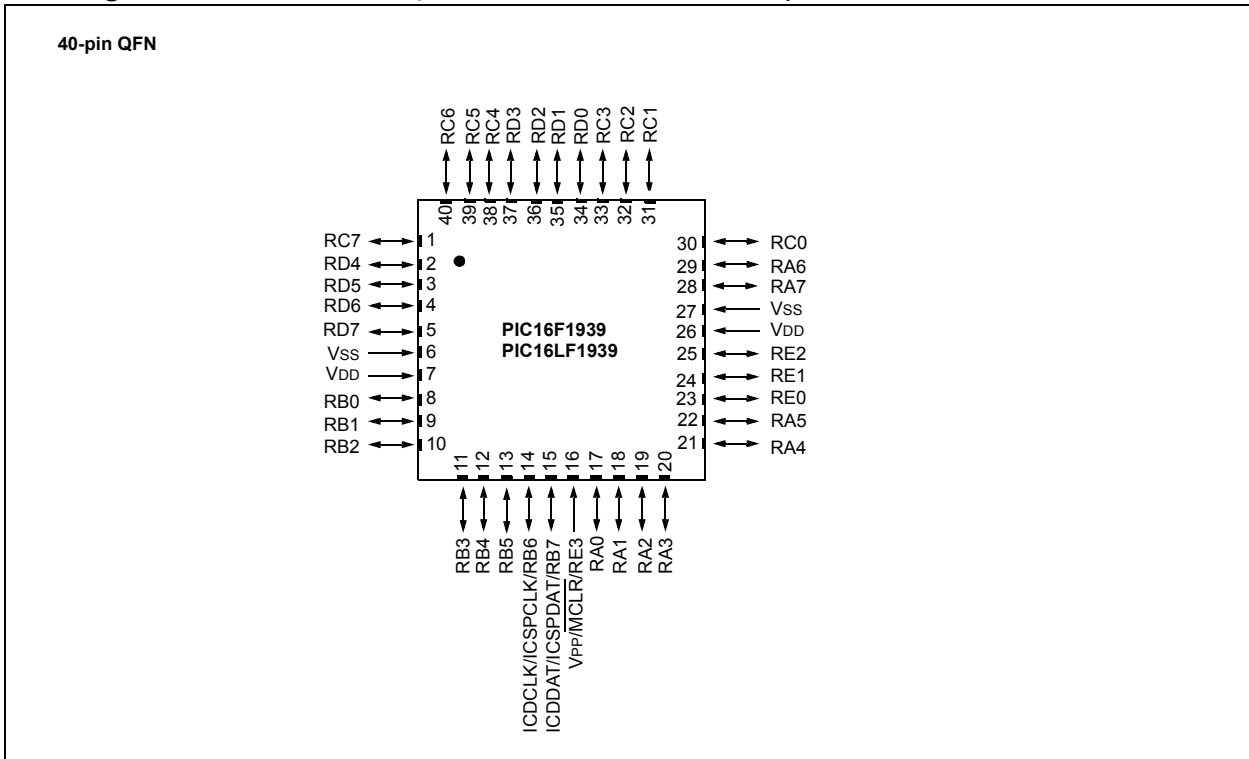 40-pin QFN
RC6
RC5
RC4
RD3
RD2
RD1
RD0
RC3
RC2
RC1
40
39
38
37
36
35
34
33
32
31
RC7 1
RD4 2
RD5 3
RD6 4
RD7 5
VSS 6
VDD 7
RB0 8
RB1 9
RB2 10
PIC16F1939
PIC16LF1939
30 RC0
29 RA6
28 RA7
27 VSS
26 VDD
25 RE2
24 RE1
23 RE0
22 RA5
21 RA4
11
12
13
14
15
16
17
18
19
20
RB3
RB4
RB5
ICDCLK/ICSPCLK/RB6
ICDDAT/ICSPDAT/RB7
VPP/MCLR/RE3
RA0
RA1
RA2
RA3